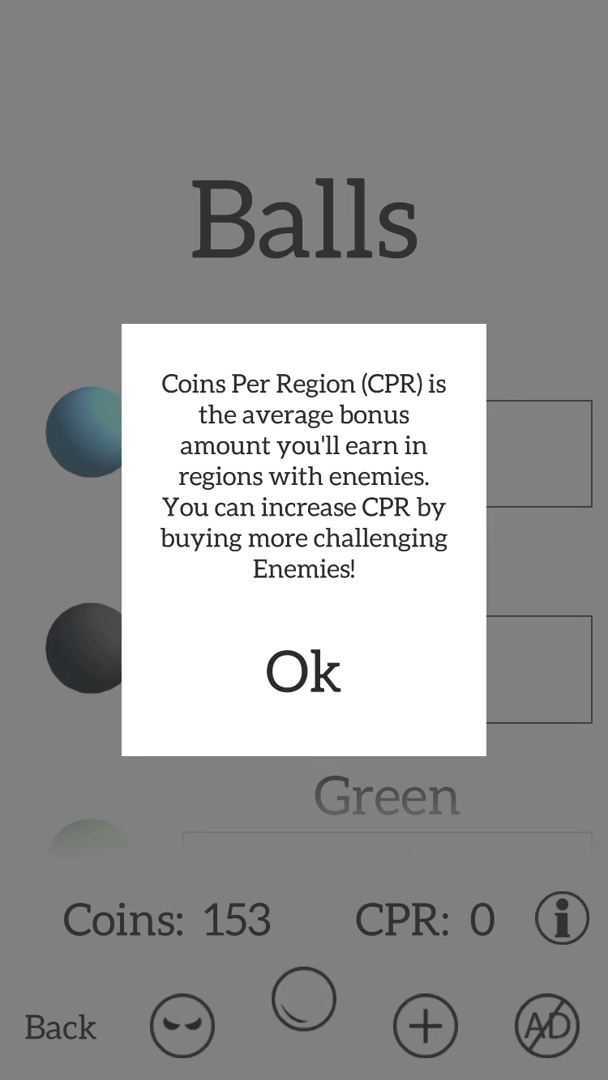 Balls
Coins Per Region (CPR) is
the average bonus
amount you'll earn in
regions with enemies.
You can increase CPR by
buying more challenging
Enemies!
Ok
Green
Coins: 153 CPR: 0
Back
AD